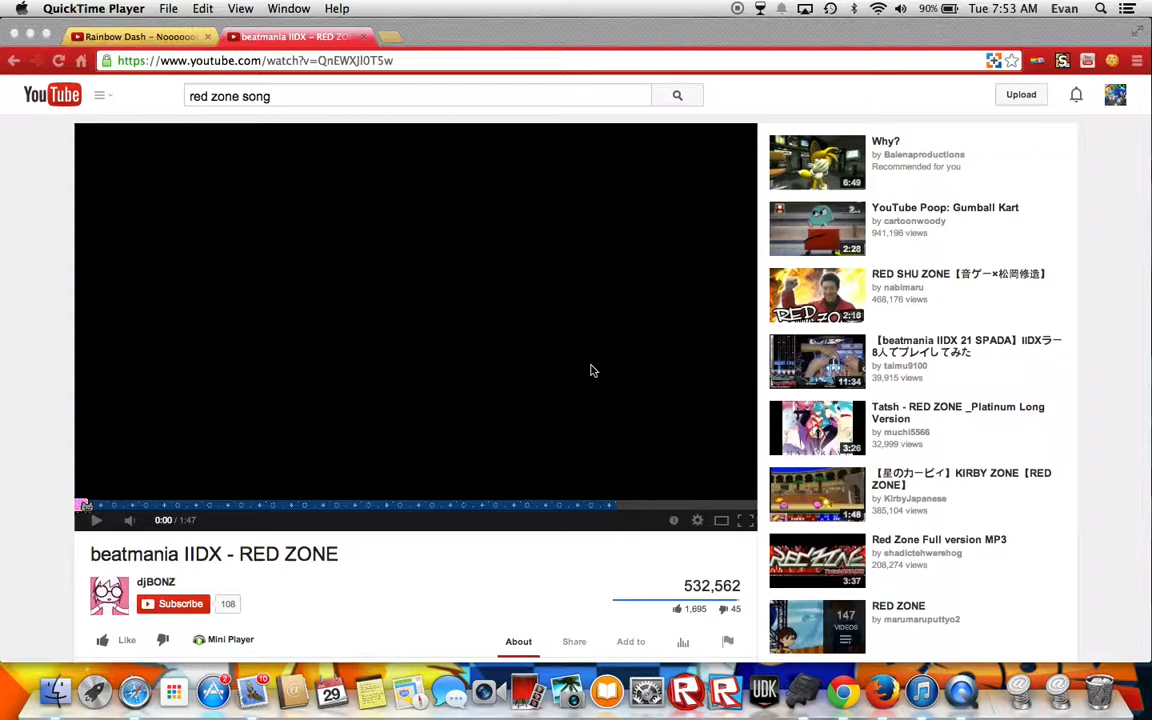 QuickTime Player File Edit View Window Help 90% Tue 7:53 AM Evan
Rainbow Dash – Noooooo
beatmania IIDX – RED ZO
https://www.youtube.com/watch?v=QnEWXJl0T5w
YouTube
red zone song
Upload
Why?
by Balenaproductions
Recommended for you
6:49
YouTube Poop: Gumball Kart
by cartoonwoody
941,196 views
2:28
RED SHU ZONE【音ゲー×松岡修造】
by nabimaru
468,176 views
2:16
【beatmania IIDX 21 SPADA】IIDXラー
8人でプレイしてみた
by taimu9100
39,915 views
11:34
Tatsh - RED ZONE _Platinum Long
Version
by muchi5566
32,999 views
3:26
【星のカービィ】KIRBY ZONE【RED
ZONE】
by KirbyJapanese
385,104 views
1:48
Red Zone Full version MP3
by shadictehwerehog
208,274 views
3:37
RED ZONE
by marumaruputtyo2
147
VIDEOS
0:00 / 1:47
beatmania IIDX - RED ZONE
djBONZ
Subscribe 108
532,562
1,695 45
Like Mini Player
About Share Add to
2
29
10
UDK